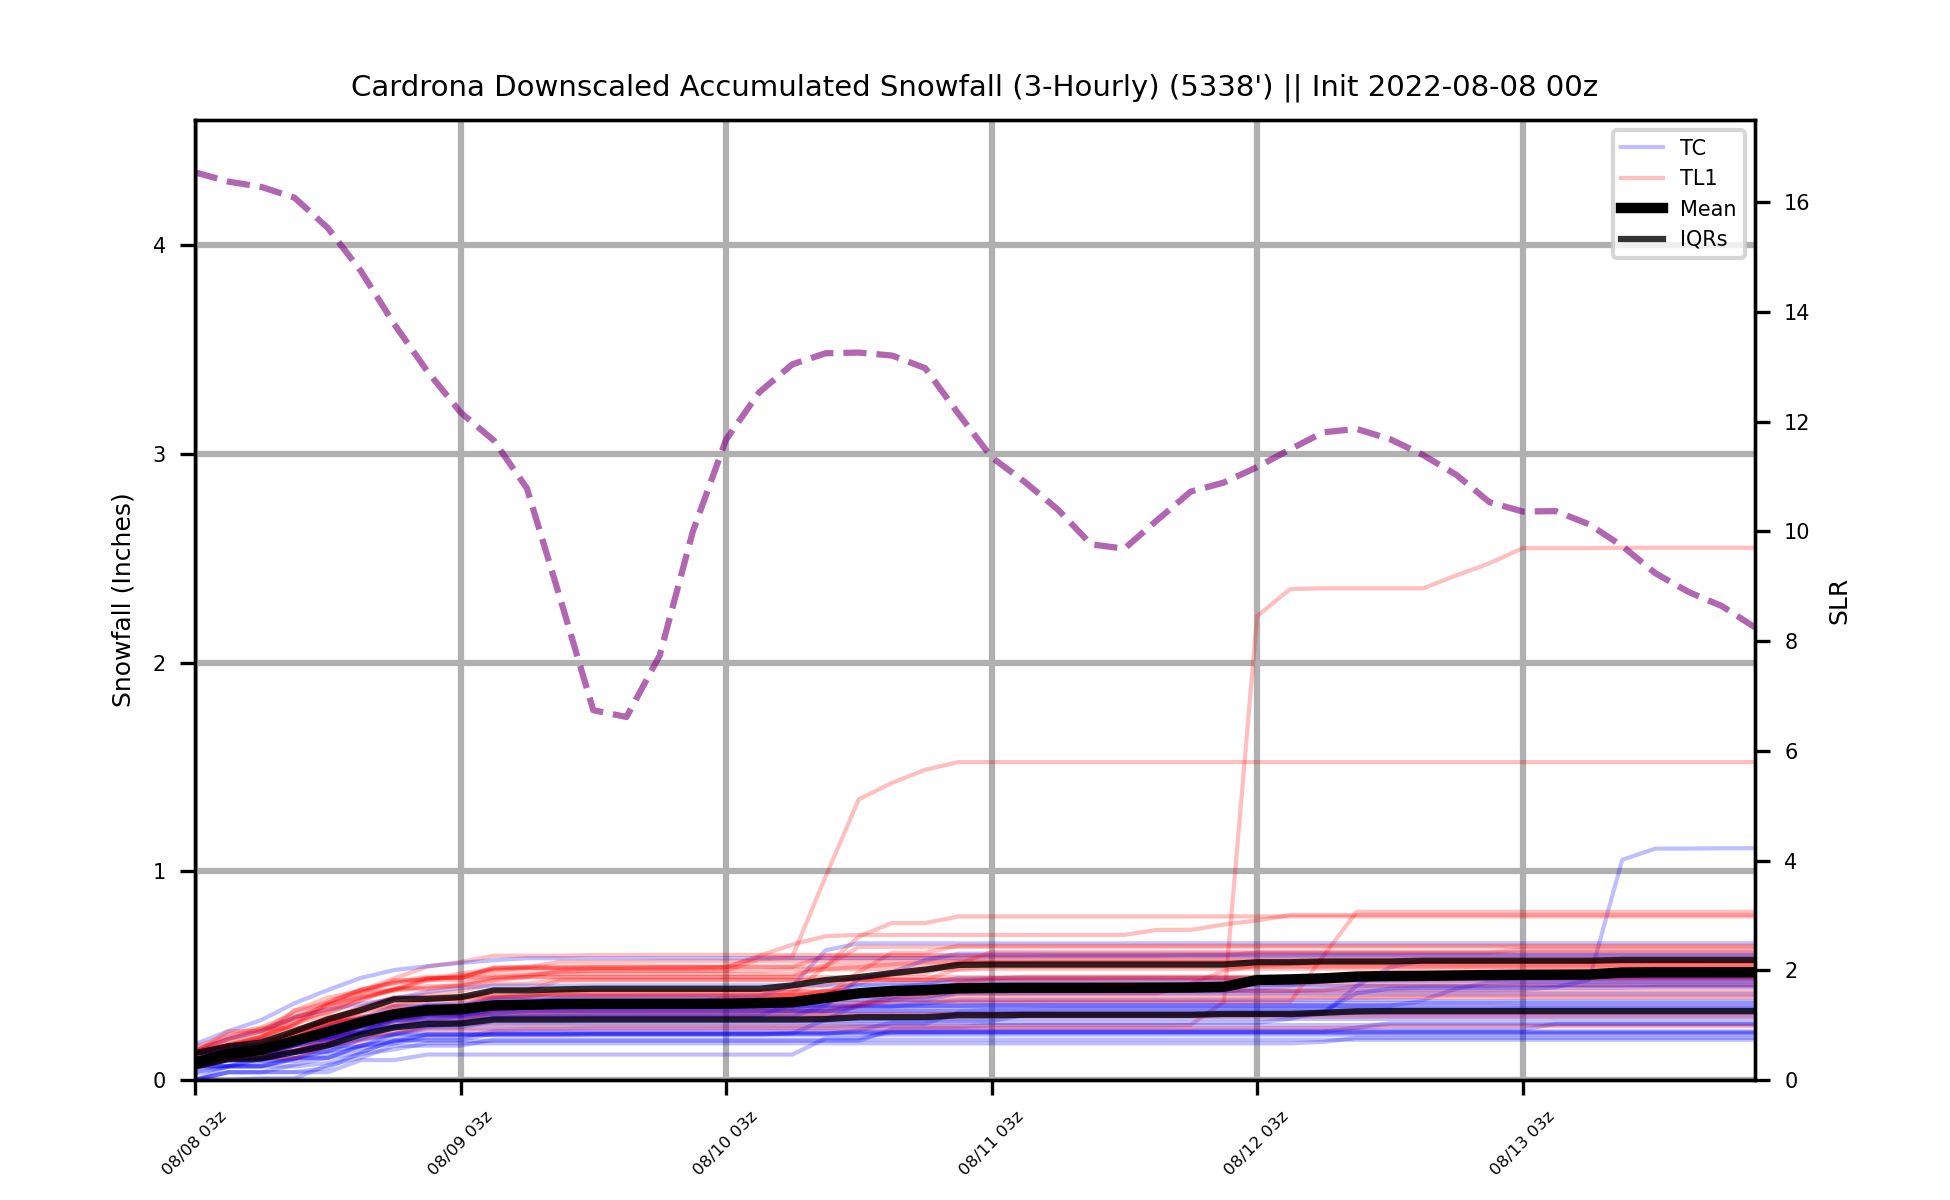 Cardrona Downscaled Accumulated Snowfall (3-Hourly) (5338') || Init 2022-08-08 00z
TC
TL1
Mean
IQRs
Snowfall (Inches)
4
3
2
1
0
SLR
16
14
12
10
8
6
4
2
0
08/08 03z
08/09 03z
08/10 03z
08/11 03z
08/12 03z
08/13 03z